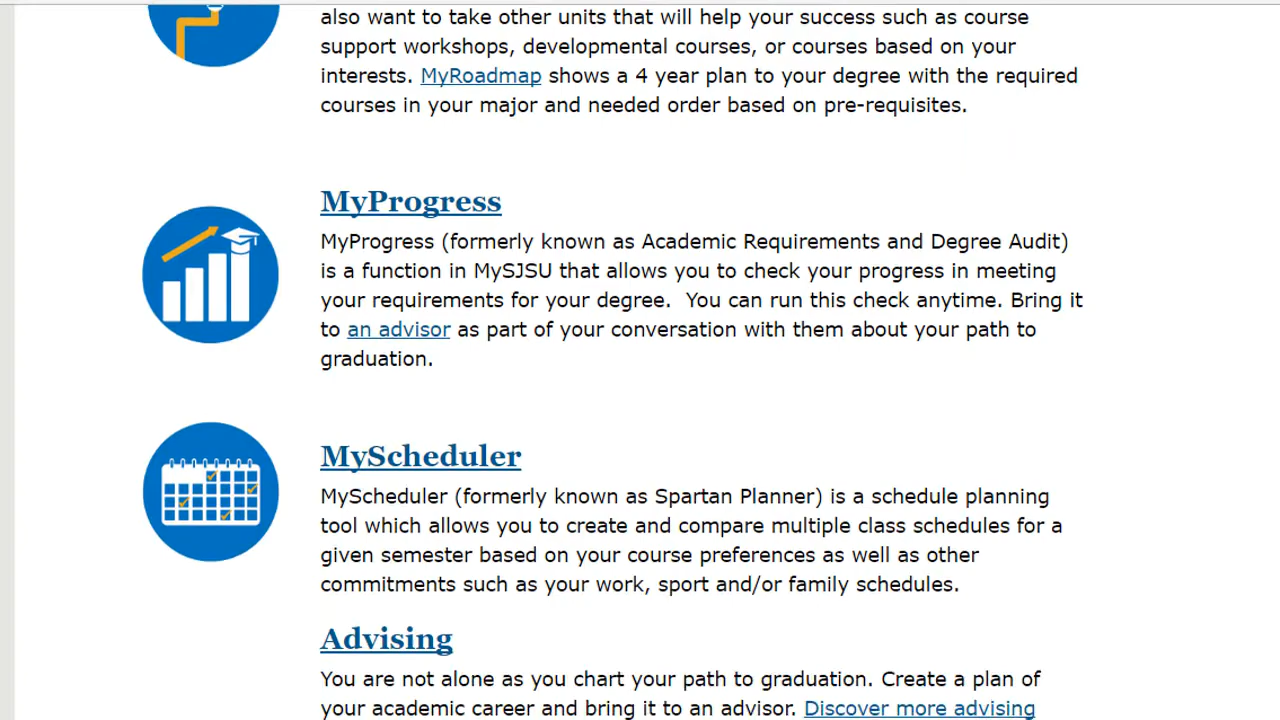 also want to take other units that will help your success such as course
support workshops, developmental courses, or courses based on your
interests. MyRoadmap shows a 4 year plan to your degree with the required
courses in your major and needed order based on pre-requisites.
MyProgress
MyProgress (formerly known as Academic Requirements and Degree Audit)
is a function in MySJSU that allows you to check your progress in meeting
your requirements for your degree.  You can run this check anytime. Bring it
to an advisor as part of your conversation with them about your path to
graduation.
MyScheduler
MyScheduler (formerly known as Spartan Planner) is a schedule planning
tool which allows you to create and compare multiple class schedules for a
given semester based on your course preferences as well as other
commitments such as your work, sport and/or family schedules.
Advising
You are not alone as you chart your path to graduation. Create a plan of
your academic career and bring it to an advisor. Discover more advising